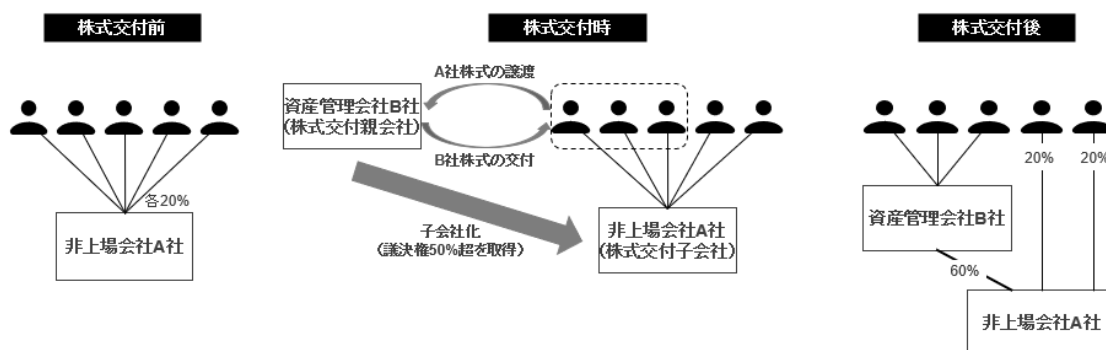 株式交付前
各20%
非上場会社A社
株式交付時
A社株式の譲渡
資産管理会社B社
(株式交付親会社)
B社株式の交付
子会社化
(議決権50%超を取得)
非上場会社A社
(株式交付子会社)
株式交付後
20%
20%
資産管理会社B社
60%
非上場会社A社